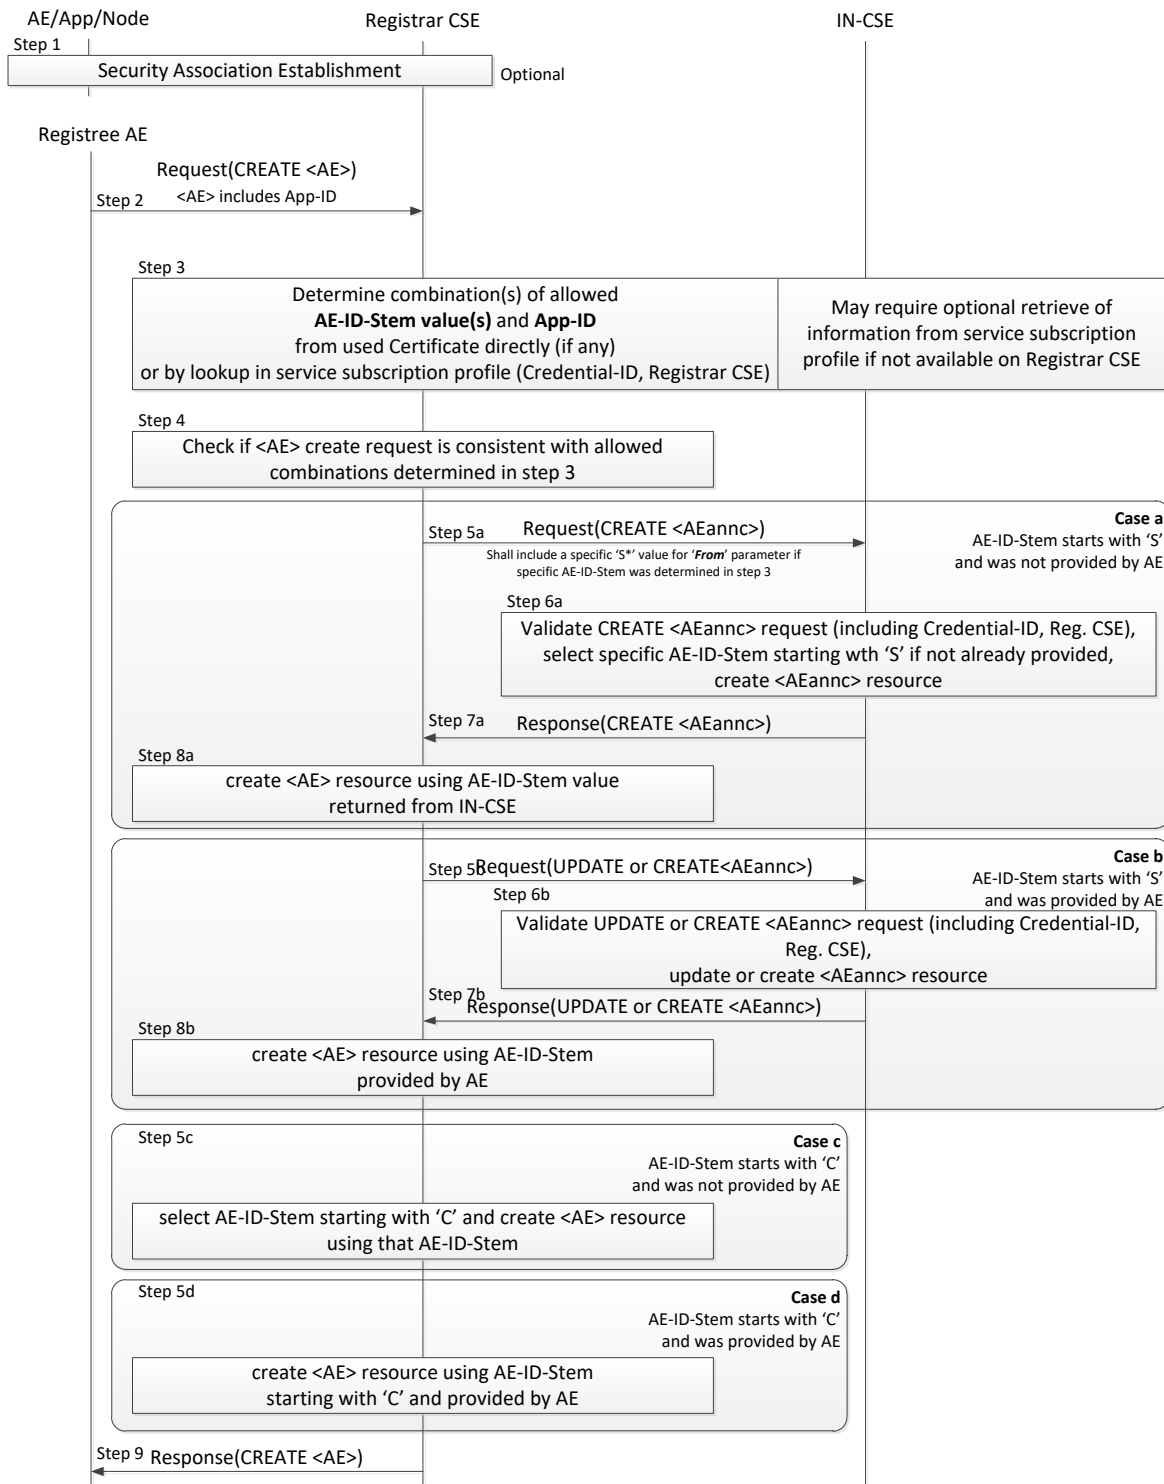 AE/App/Node
Registrar CSE
IN-CSE
Step 1
Security Association Establishment
Optional
Registree AE
Request(CREATE <AE>)
<AE> includes App-ID
Step 2
Step 3
Determine combination(s) of allowed
AE-ID-Stem value(s) and App-ID
from used Certificate directly (if any)
or by lookup in service subscription profile (Credential-ID, Registrar CSE)
May require optional retrieve of
information from service subscription
profile if not available on Registrar CSE
Step 4
Check if <AE> create request is consistent with allowed
combinations determined in step 3
Case a
AE-ID-Stem starts with ‘S’
and was not provided by AE
Step 5a
Request(CREATE <AEannc>)
Shall include a specific ‘S*’ value for ‘From’ parameter if
specific AE-ID-Stem was determined in step 3
Step 6a
Validate CREATE <AEannc> request (including Credential-ID, Reg. CSE),
select specific AE-ID-Stem starting wth ‘S’ if not already provided,
create <AEannc> resource
Step 7a
Response(CREATE <AEannc>)
Step 8a
create <AE> resource using AE-ID-Stem value
returned from IN-CSE
Case b
AE-ID-Stem starts with ‘S’
and was provided by AE
Step 5b
Request(UPDATE or CREATE<AEannc>)
Step 6b
Validate UPDATE or CREATE <AEannc> request (including Credential-ID,
Reg. CSE),
update or create <AEannc> resource
Step 7b
Response(UPDATE or CREATE <AEannc>)
Step 8b
create <AE> resource using AE-ID-Stem
provided by AE
Step 5c
Case c
AE-ID-Stem starts with ‘C’
and was not provided by AE
select AE-ID-Stem starting with ‘C’ and create <AE> resource
using that AE-ID-Stem
Step 5d
Case d
AE-ID-Stem starts with ‘C’
and was provided by AE
create <AE> resource using AE-ID-Stem
starting with ‘C’ and provided by AE
Step 9
Response(CREATE <AE>)